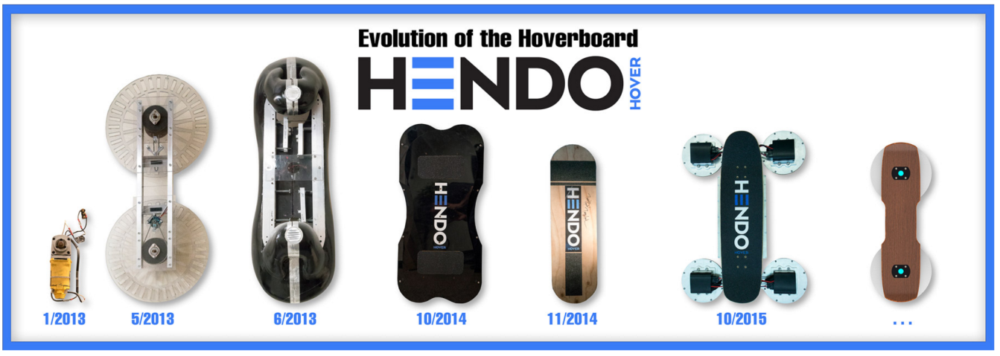 Evolution of the Hoverboard
HENDO
HOVER
HENDO
HOVER
HENDO
HOVER
HENDO
HOVER
1/2013
5/2013
6/2013
10/2014
11/2014
10/2015
...